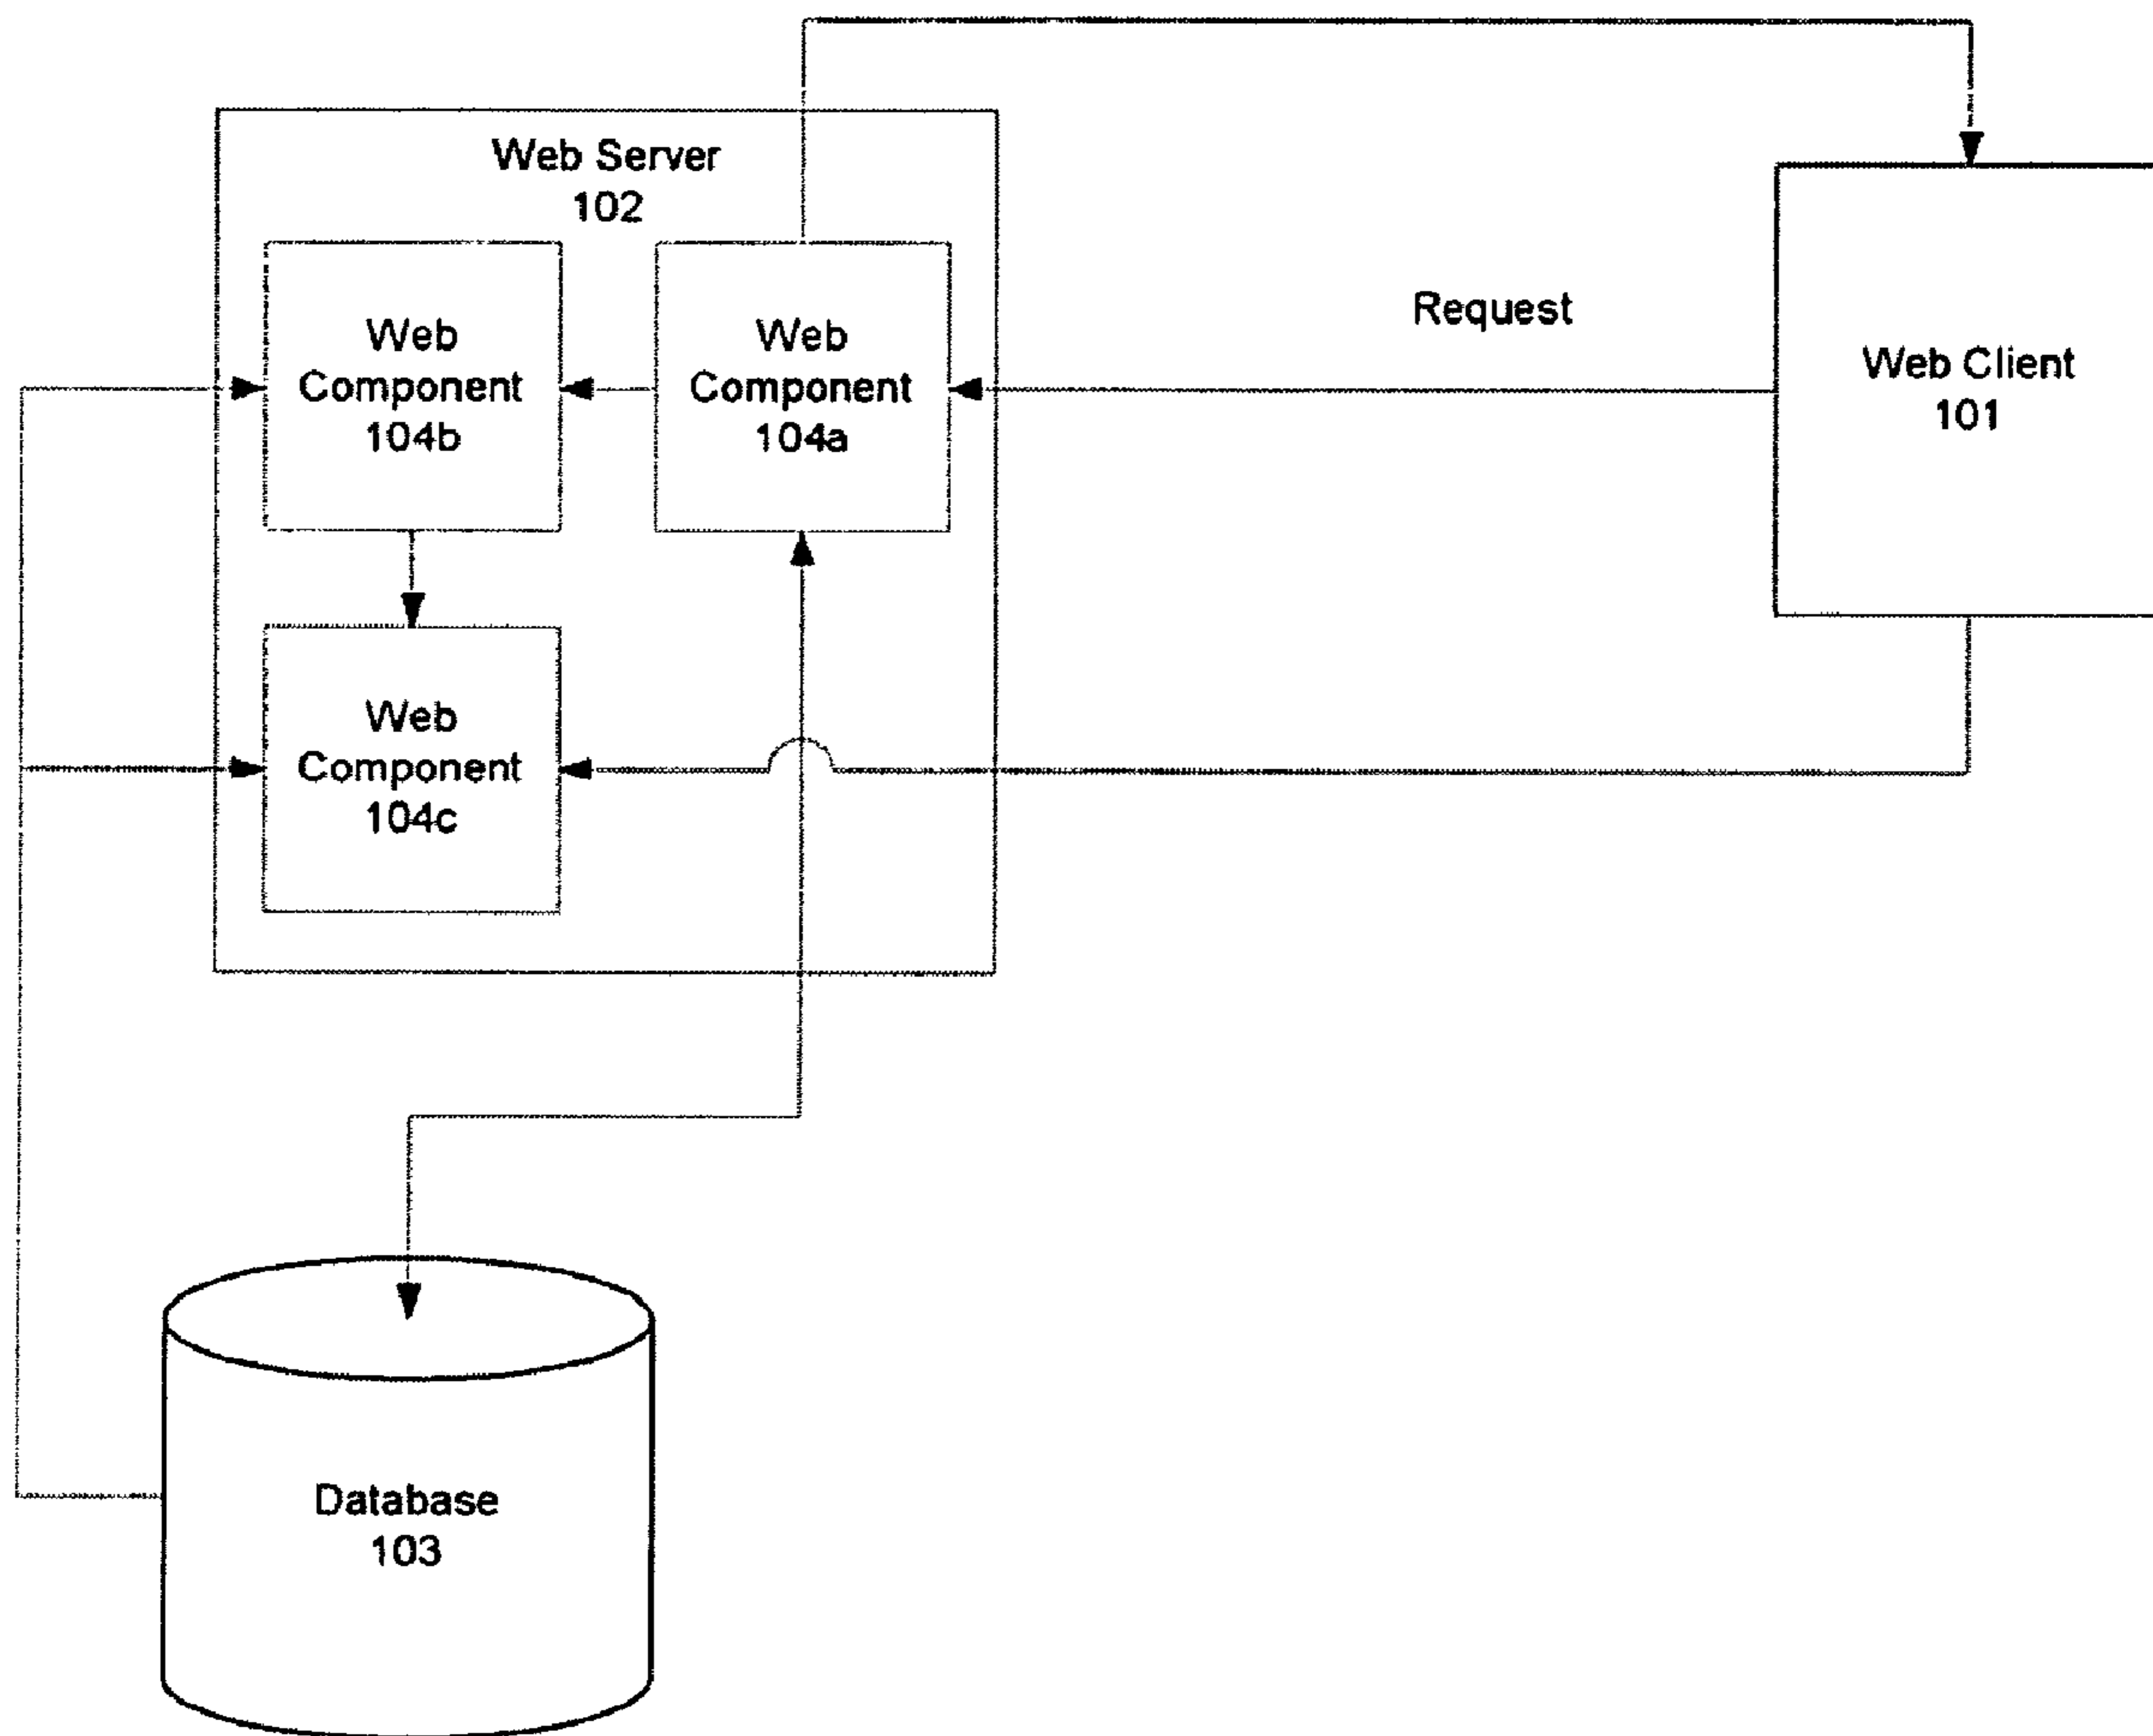 Web Server
102
Web
Component
104b
Web
Component
104a
Request
Web Client
101
Web
Component
104c
Database
103